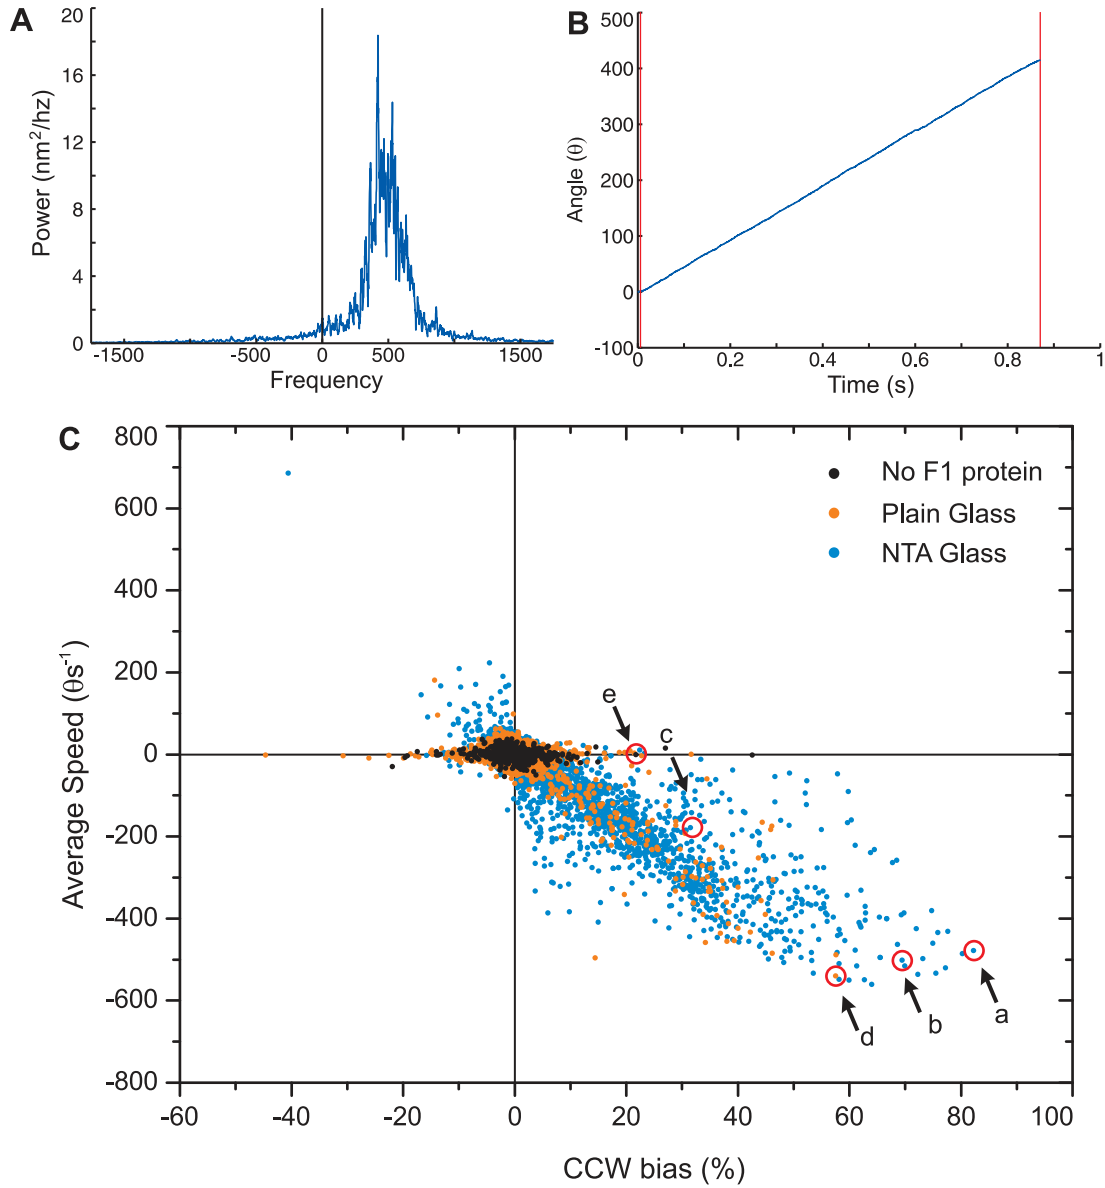 A
20
16
12
8
4
0
Power (nm²/hz)
-1500
-500
0
500
1500
Frequency
B
500
400
300
200
100
0
-100
Angle (θ)
0
0.2
0.4
0.6
0.8
1
Time (s)
C
800
600
400
200
0
-200
-400
-600
-800
Average Speed (θs⁻¹)
No F1 protein
Plain Glass
NTA Glass
e
c
d
b
a
-60
-40
-20
0
20
40
60
80
100
CCW bias (%)